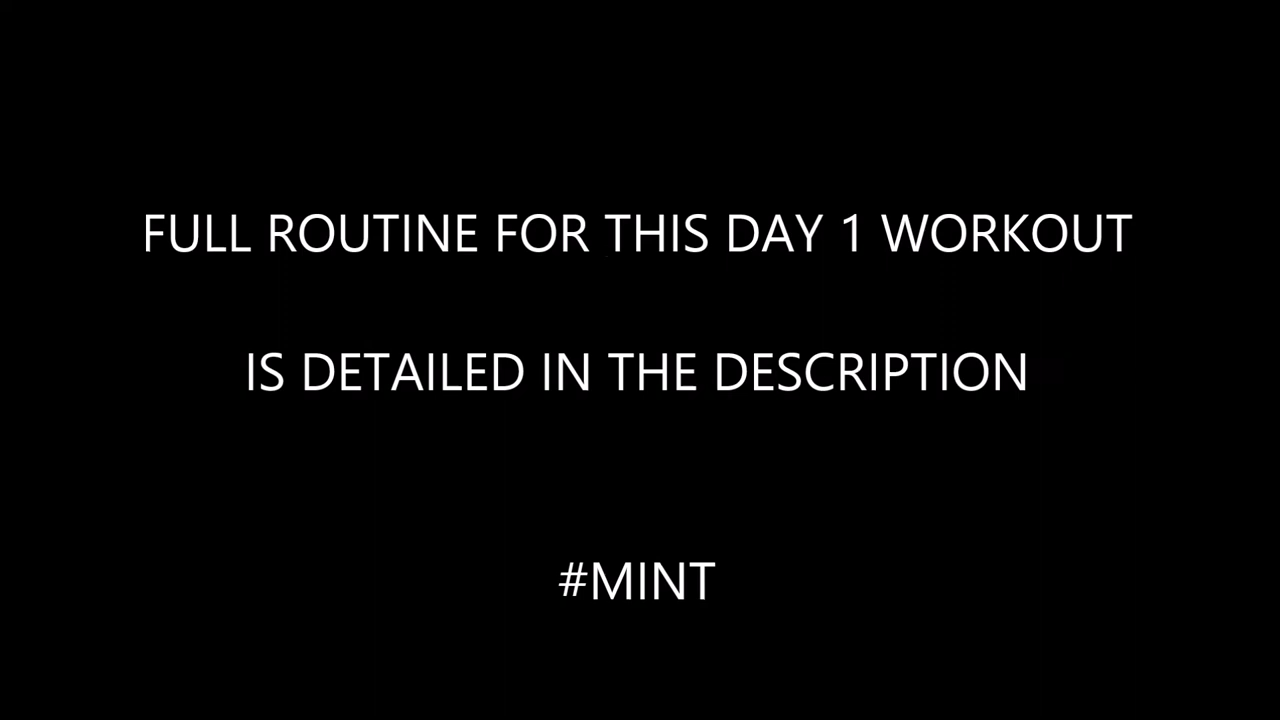 FULL ROUTINE FOR THIS DAY 1 WORKOUT
IS DETAILED IN THE DESCRIPTION
#MINT